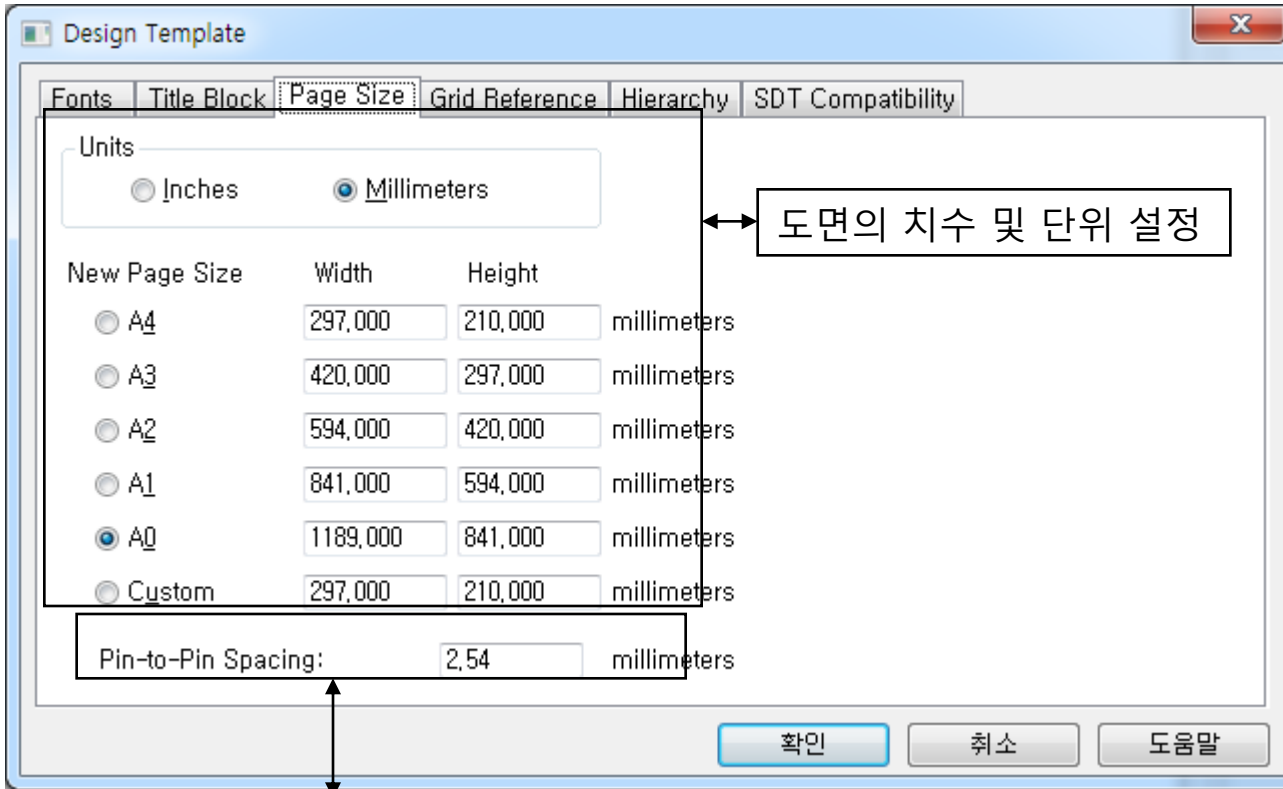 Design Template
Fonts Title Block Page Size Grid Reference Hierarchy SDT Compatibility
Units
Inches Millimeters
도면의 치수 및 단위 설정
New Page Size Width Height
A4 297,000 210,000 millimeters
A3 420,000 297,000 millimeters
A2 594,000 420,000 millimeters
A1 841,000 594,000 millimeters
A0 1189,000 841,000 millimeters
Custom 297,000 210,000 millimeters
Pin-to-Pin Spacing: 2,54 millimeters
확인 취소 도움말